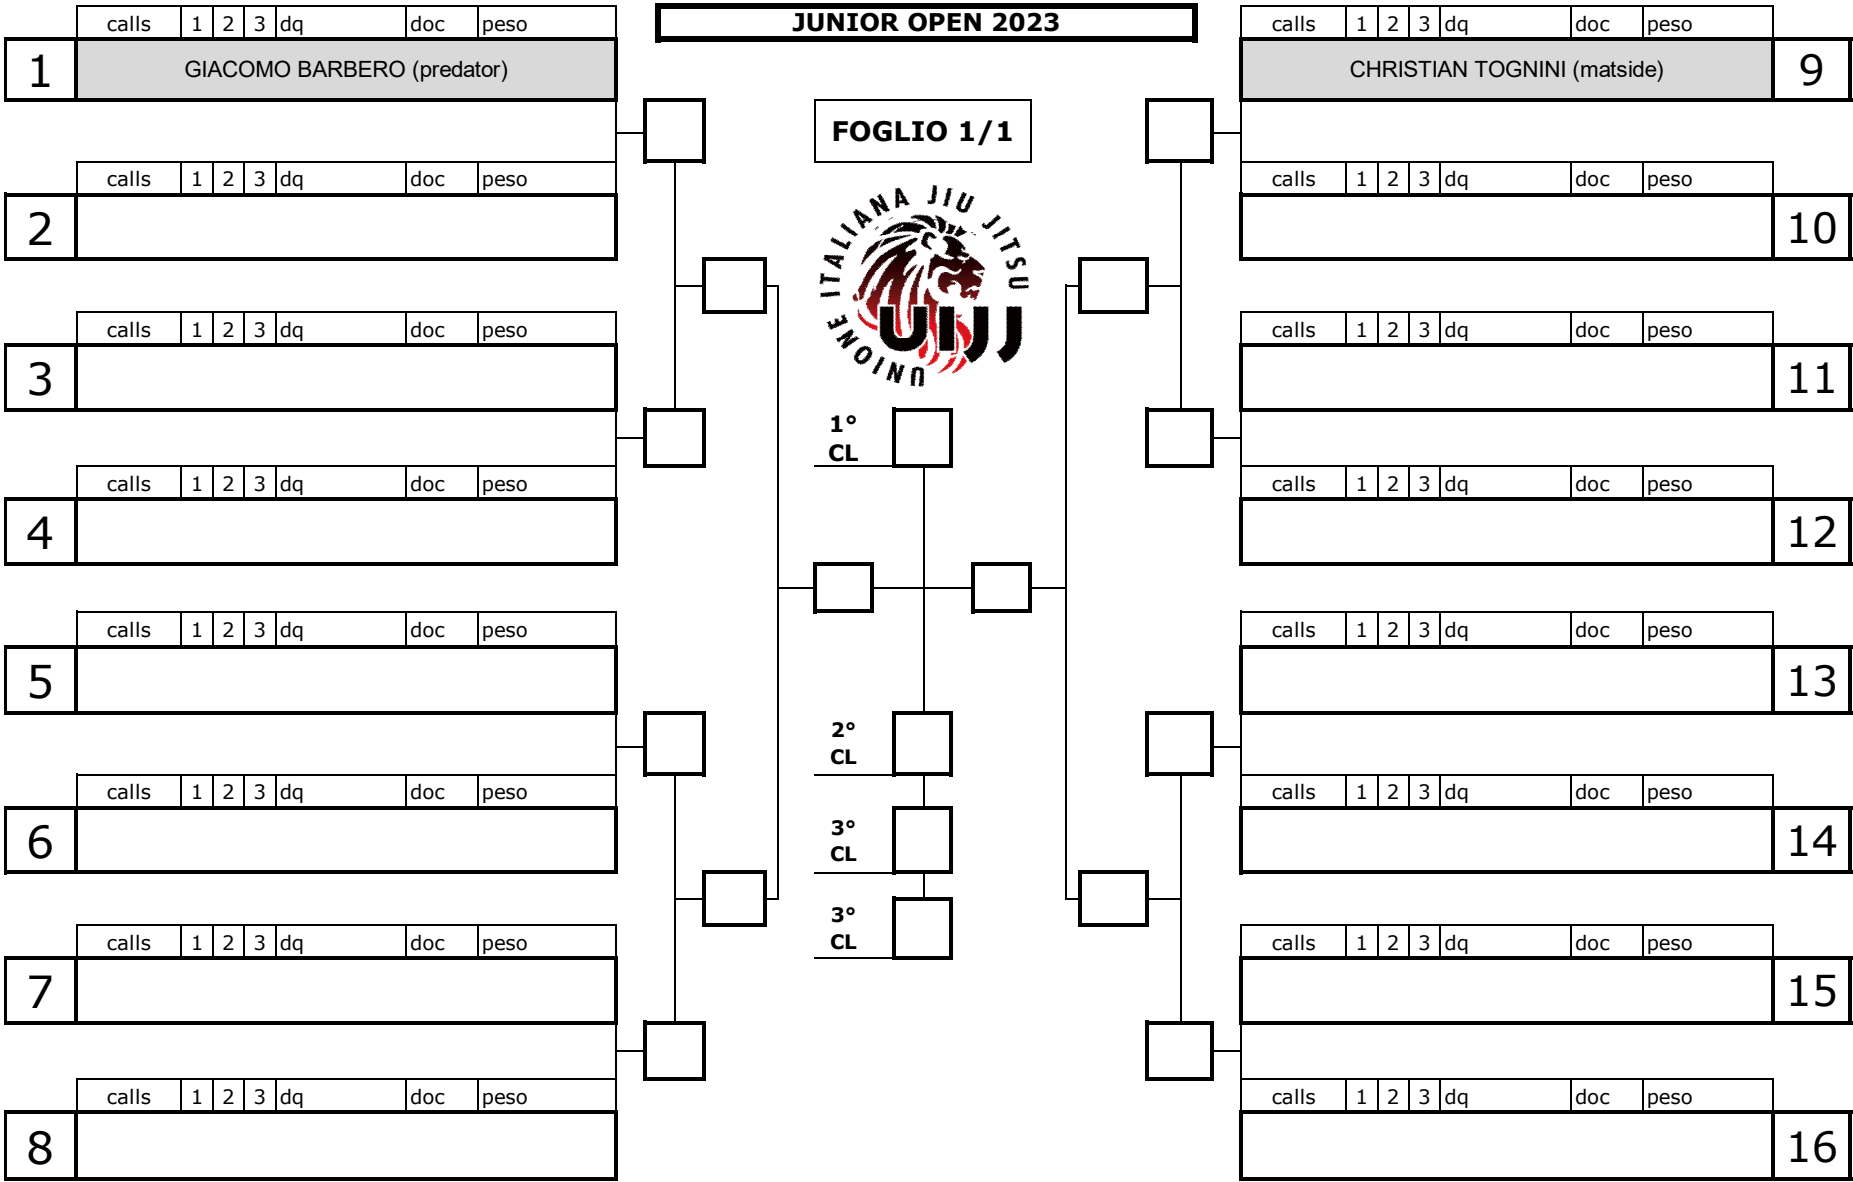 JUNIOR OPEN 2023
calls 1 2 3 dq doc peso
1 GIACOMO BARBERO (predator)
calls 1 2 3 dq doc peso
2
calls 1 2 3 dq doc peso
3
calls 1 2 3 dq doc peso
4
calls 1 2 3 dq doc peso
5
calls 1 2 3 dq doc peso
6
calls 1 2 3 dq doc peso
7
calls 1 2 3 dq doc peso
8
FOGLIO 1/1
UNIONE ITALIANA JIU JITSU
UIJJ
1°
CL
2°
CL
3°
CL
3°
CL
calls 1 2 3 dq doc peso
CHRISTIAN TOGNINI (matside) 9
calls 1 2 3 dq doc peso
10
calls 1 2 3 dq doc peso
11
calls 1 2 3 dq doc peso
12
calls 1 2 3 dq doc peso
13
calls 1 2 3 dq doc peso
14
calls 1 2 3 dq doc peso
15
calls 1 2 3 dq doc peso
16